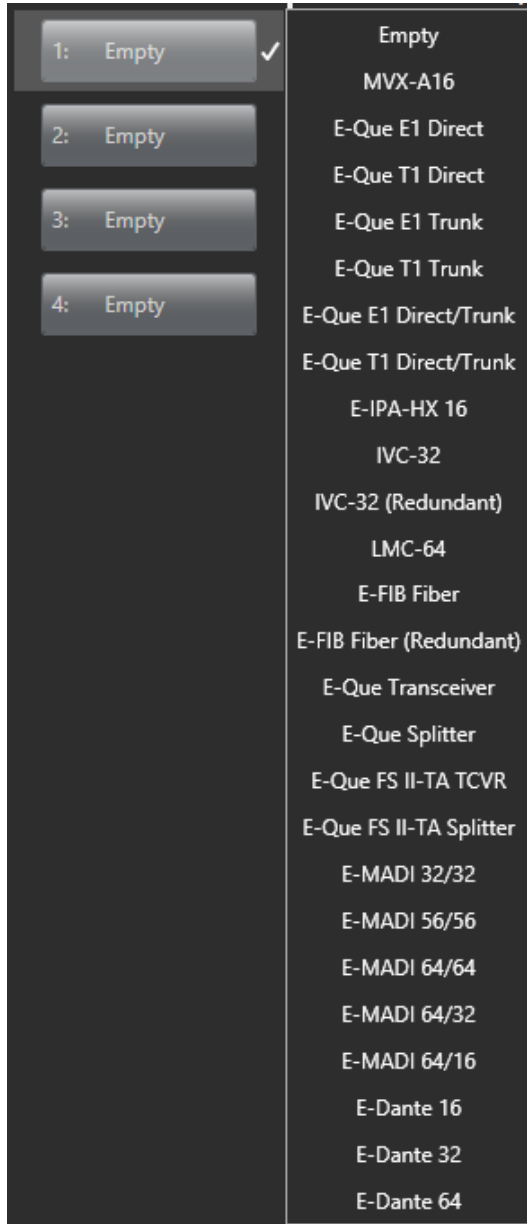 1: Empty
2: Empty
3: Empty
4: Empty
Empty
MVX-A16
E-Que E1 Direct
E-Que T1 Direct
E-Que E1 Trunk
E-Que T1 Trunk
E-Que E1 Direct/Trunk
E-Que T1 Direct/Trunk
E-IPA-HX 16
IVC-32
IVC-32 (Redundant)
LMC-64
E-FIB Fiber
E-FIB Fiber (Redundant)
E-Que Transceiver
E-Que Splitter
E-Que FS II-TA TCVR
E-Que FS II-TA Splitter
E-MADI 32/32
E-MADI 56/56
E-MADI 64/64
E-MADI 64/32
E-MADI 64/16
E-Dante 16
E-Dante 32
E-Dante 64